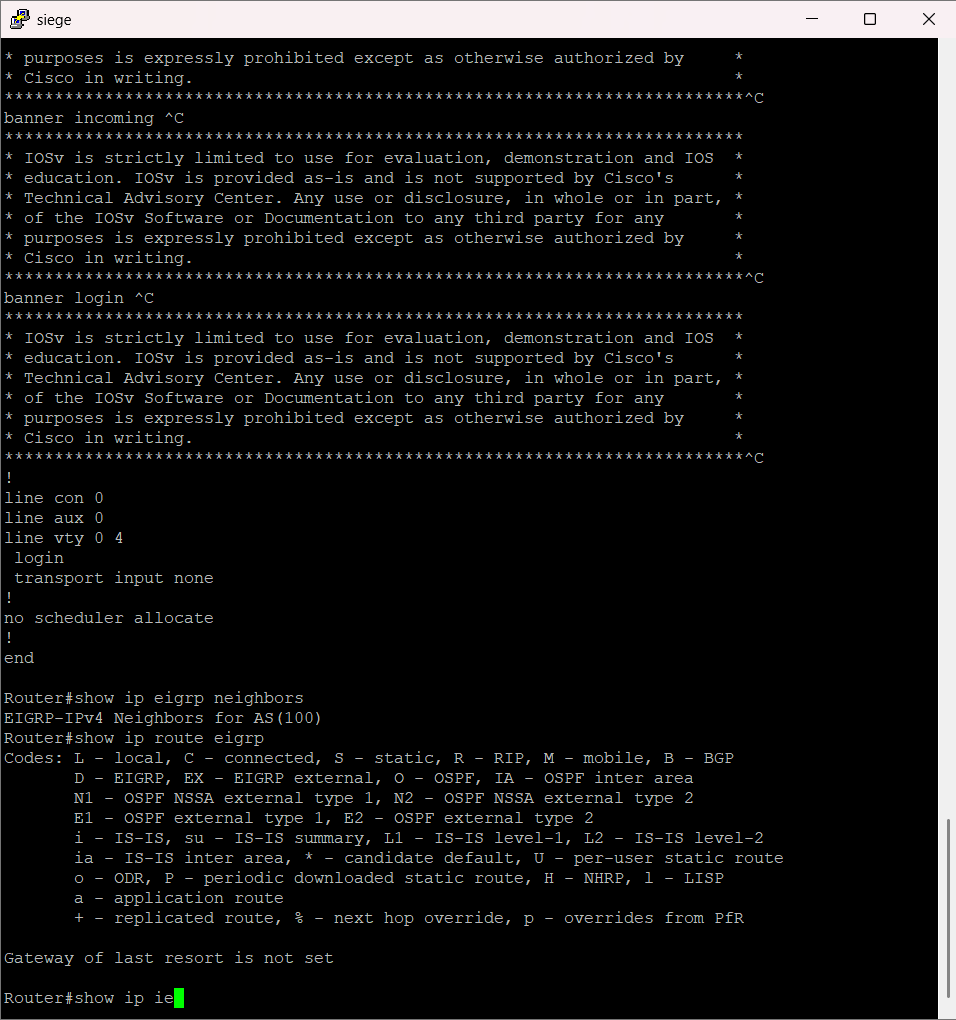 siege
* purposes is expressly prohibited except as otherwise authorized by     *
* Cisco in writing.                                                      *
**************************************************************************^C
banner incoming ^C
**************************************************************************
* IOSv is strictly limited to use for evaluation, demonstration and IOS  *
* education. IOSv is provided as-is and is not supported by Cisco's      *
* Technical Advisory Center. Any use or disclosure, in whole or in part, *
* of the IOSv Software or Documentation to any third party for any       *
* purposes is expressly prohibited except as otherwise authorized by     *
* Cisco in writing.                                                      *
**************************************************************************^C
banner login ^C
**************************************************************************
* IOSv is strictly limited to use for evaluation, demonstration and IOS  *
* education. IOSv is provided as-is and is not supported by Cisco's      *
* Technical Advisory Center. Any use or disclosure, in whole or in part, *
* of the IOSv Software or Documentation to any third party for any       *
* purposes is expressly prohibited except as otherwise authorized by     *
* Cisco in writing.                                                      *
**************************************************************************^C
!
line con 0
line aux 0
line vty 0 4
 login
 transport input none
!
no scheduler allocate
!
end

Router#show ip eigrp neighbors
EIGRP-IPv4 Neighbors for AS(100)
Router#show ip route eigrp
Codes: L - local, C - connected, S - static, R - RIP, M - mobile, B - BGP
       D - EIGRP, EX - EIGRP external, O - OSPF, IA - OSPF inter area
       N1 - OSPF NSSA external type 1, N2 - OSPF NSSA external type 2
       E1 - OSPF external type 1, E2 - OSPF external type 2
       i - IS-IS, su - IS-IS summary, L1 - IS-IS level-1, L2 - IS-IS level-2
       ia - IS-IS inter area, * - candidate default, U - per-user static route
       o - ODR, P - periodic downloaded static route, H - NHRP, l - LISP
       a - application route
       + - replicated route, % - next hop override, p - overrides from PfR

Gateway of last resort is not set

Router#show ip ie